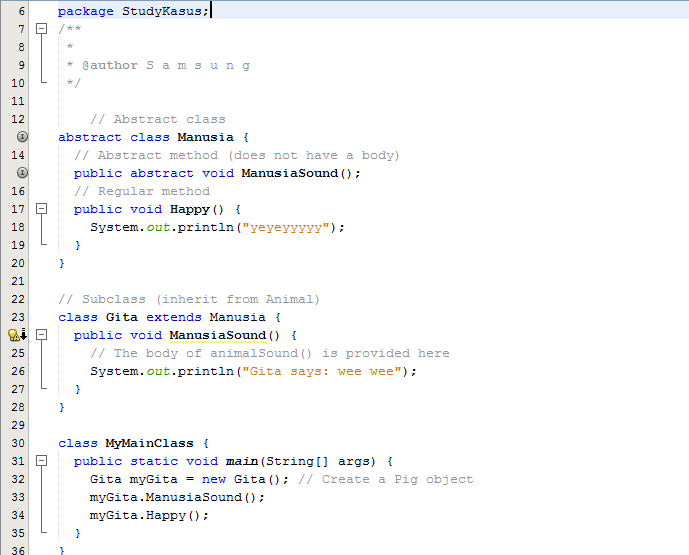 6 package StudyKasus;
7 /**
8 *
9 * @author S a m s u n g
10 */
11
12 // Abstract class
abstract class Manusia {
14 // Abstract method (does not have a body)
public abstract void ManusiaSound();
16 // Regular method
17 public void Happy() {
18 System.out.println("yeyeyyyyy");
19 }
20 }
21
22 // Subclass (inherit from Animal)
23 class Gita extends Manusia {
public void ManusiaSound() {
25 // The body of animalSound() is provided here
26 System.out.println("Gita says: wee wee");
27 }
28 }
29
30 class MyMainClass {
31 public static void main(String[] args) {
32 Gita myGita = new Gita(); // Create a Pig object
33 myGita.ManusiaSound();
34 myGita.Happy();
35 }
36 }